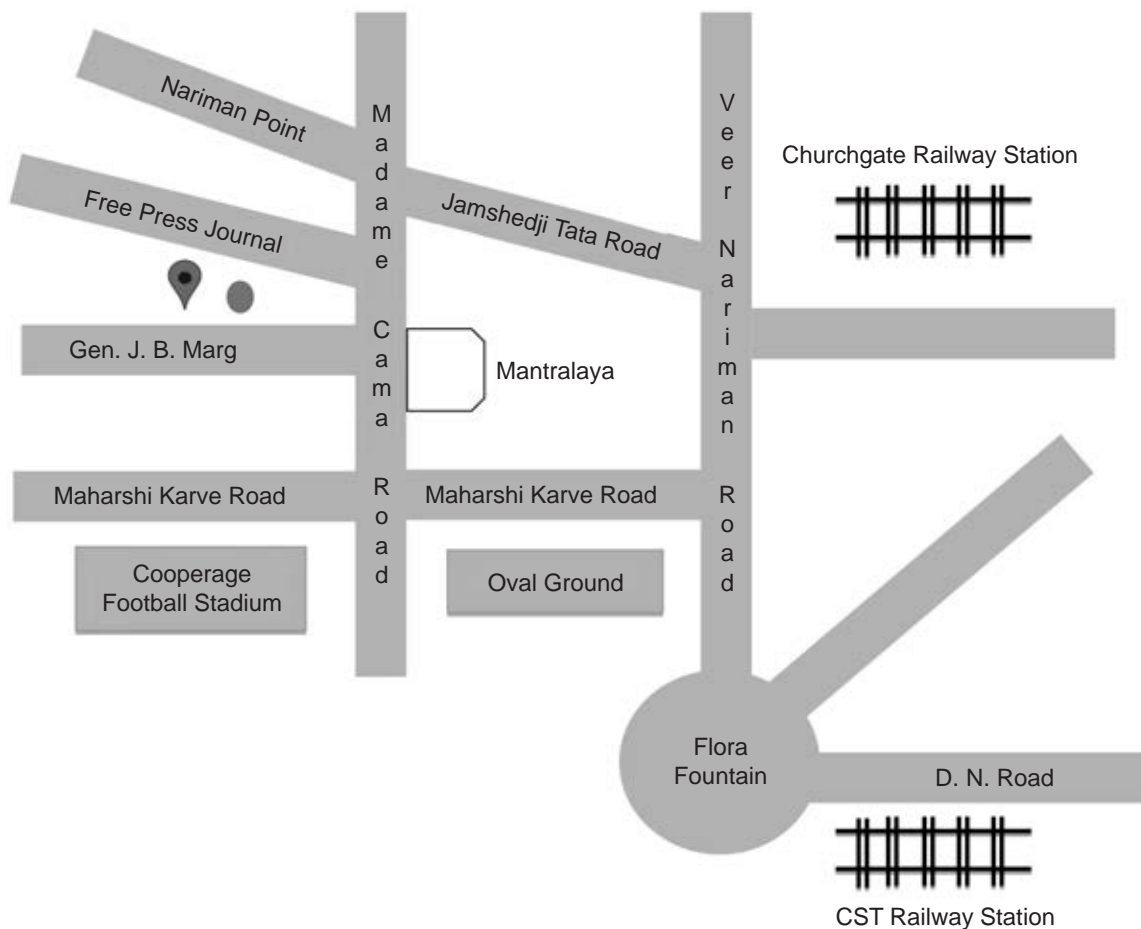 Nariman Point
Madame Cama Road
Veer Nariman Road
Churchgate Railway Station
Free Press Journal
Jamshedji Tata Road
Gen. J. B. Marg
Mantralaya
Maharshi Karve Road
Maharshi Karve Road
Cooperage
Football Stadium
Oval Ground
Flora
Fountain
D. N. Road
CST Railway Station